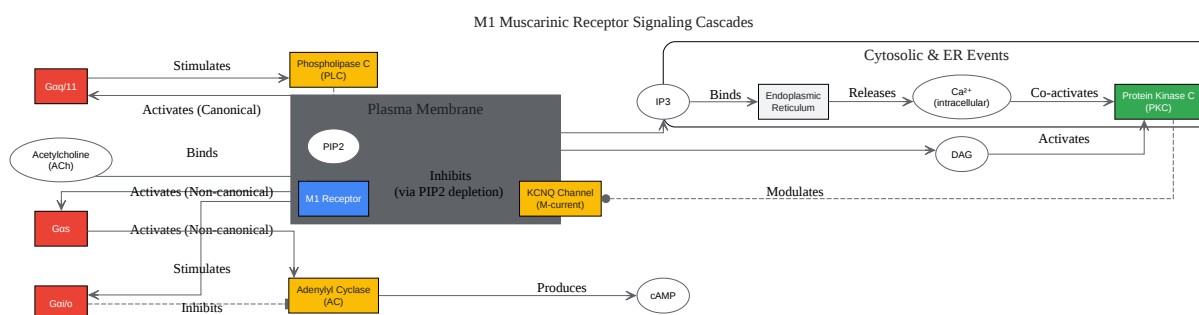 M1 Muscarinic Receptor Signaling Cascades
Cytosolic & ER Events
Stimulates
Phospholipase C
(PLC)
Gαq/11
Activates (Canonical)
Plasma Membrane
IP3
Binds
Endoplasmic
Reticulum
Releases
Ca²⁺
(intracellular)
Co-activates
Protein Kinase C
(PKC)
Acetylcholine
(ACh)
Binds
PIP2
DAG
Activates
Inhibits
(via PIP2 depletion)
Activates (Non-canonical)
M1 Receptor
KCNQ Channel
(M-current)
Modulates
Gαs
Activates (Non-canonical)
Stimulates
Adenylyl Cyclase
(AC)
Produces
cAMP
Gαi/o
Inhibits